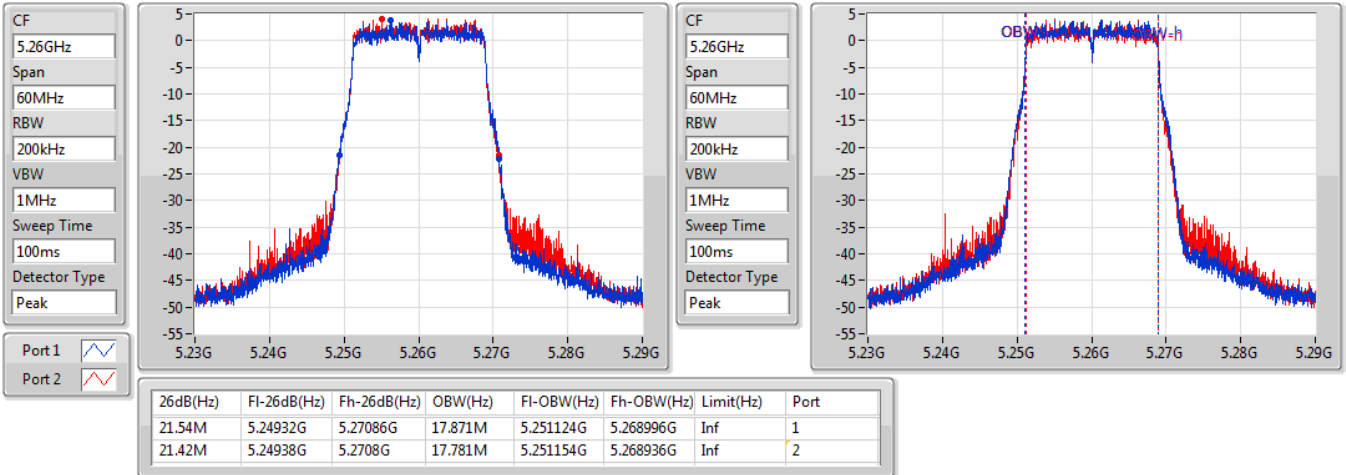 CF
5.26GHz
Span
60MHz
RBW
200kHz
VBW
1MHz
Sweep Time
100ms
Detector Type
Peak
Port 1
Port 2
5
0
-5
-10
-15
-20
-25
-30
-35
-40
-45
-50
-55
5.23G 5.24G 5.25G 5.26G 5.27G 5.28G 5.29G
CF
5.26GHz
Span
60MHz
RBW
200kHz
VBW
1MHz
Sweep Time
100ms
Detector Type
Peak
5
0
-5
-10
-15
-20
-25
-30
-35
-40
-45
-50
-55
5.23G 5.24G 5.25G 5.26G 5.27G 5.28G 5.29G
26dB(Hz) Fl-26dB(Hz) Fh-26dB(Hz) OBW(Hz) Fl-OBW(Hz) Fh-OBW(Hz) Limit(Hz) Port
21.54M 5.24932G 5.27086G 17.871M 5.251124G 5.268996G Inf 1
21.42M 5.24938G 5.2708G 17.781M 5.251154G 5.268936G Inf 2